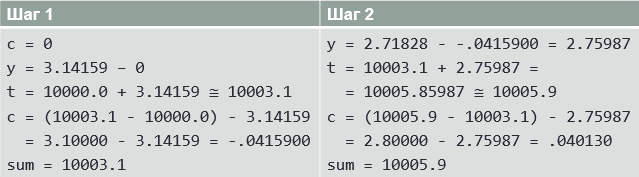 Шаг 1
c = 0
y = 3.14159 – 0
t = 10000.0 + 3.14159 ≅ 10003.1
c = (10003.1 - 10000.0) - 3.14159
= 3.10000 - 3.14159 = -.0415900
sum = 10003.1
Шаг 2
y = 2.71828 - -.0415900 = 2.75987
t = 10003.1 + 2.75987 =
= 10005.85987 ≅ 10005.9
c = (10005.9 - 10003.1) - 2.75987
= 2.80000 - 2.75987 = .040130
sum = 10005.9